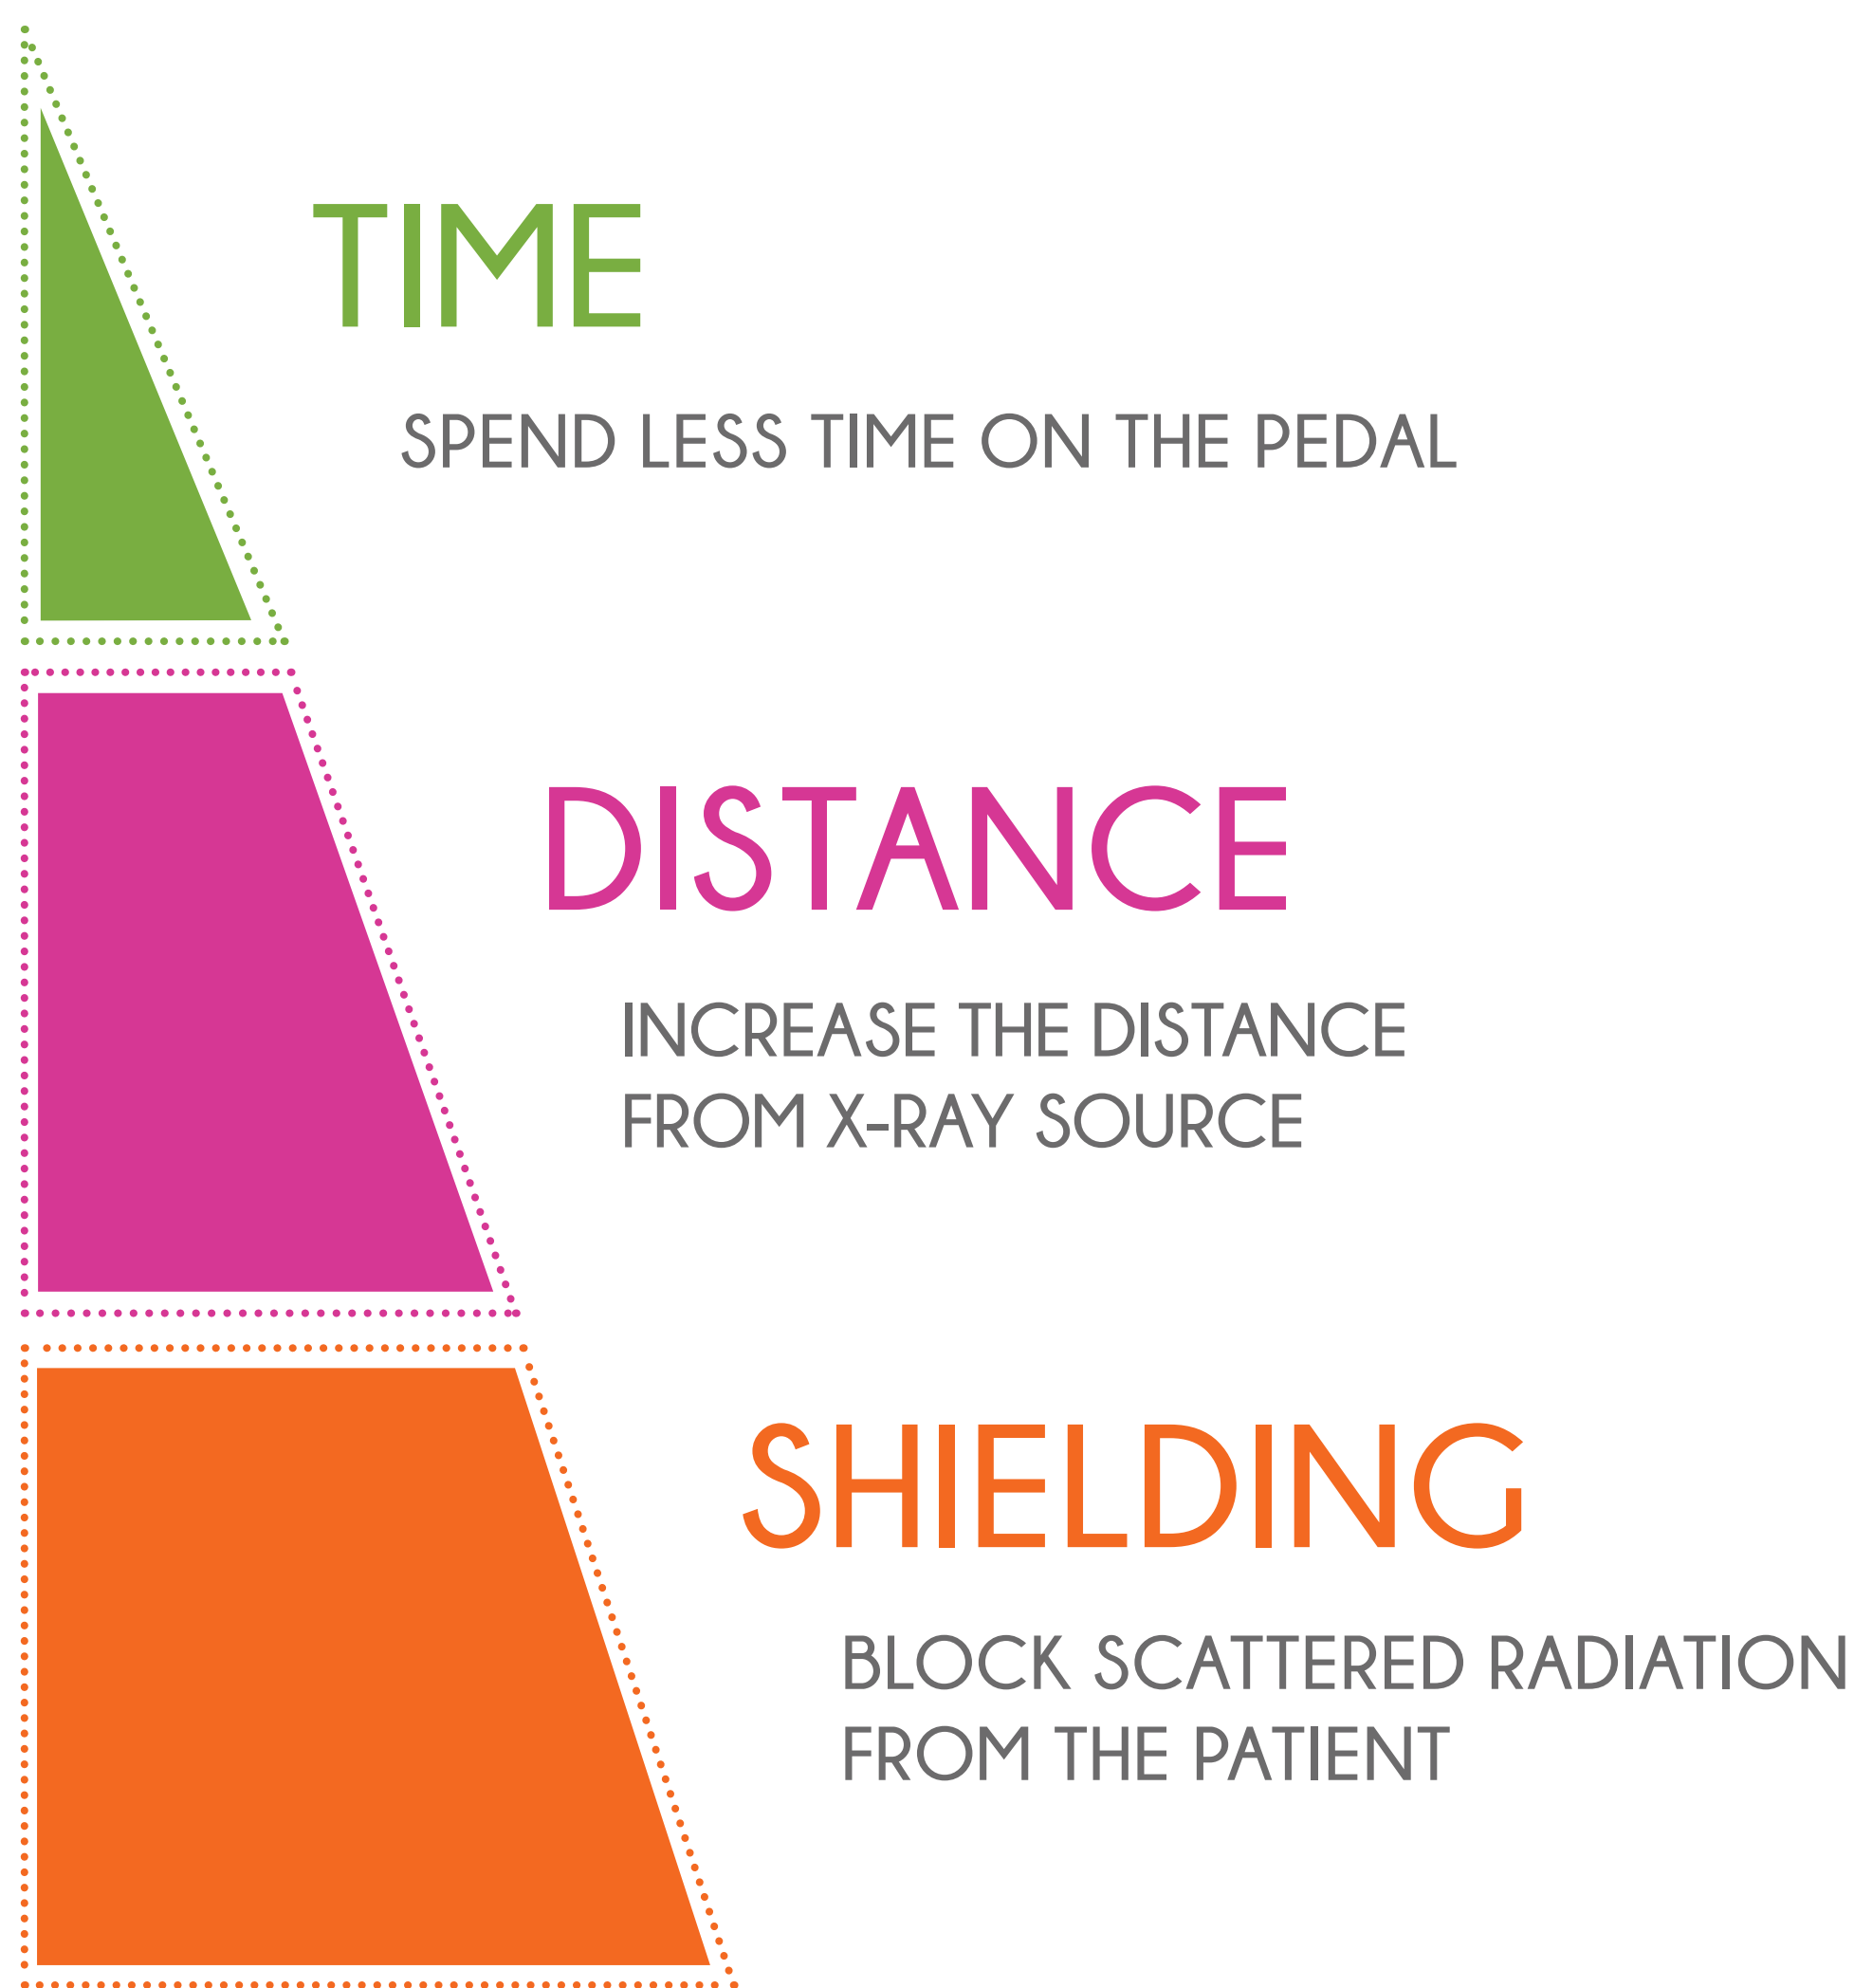 TIME
SPEND LESS TIME ON THE PEDAL
DISTANCE
INCREASE THE DISTANCE
FROM X-RAY SOURCE
SHIELDING
BLOCK SCATTERED RADIATION
FROM THE PATIENT